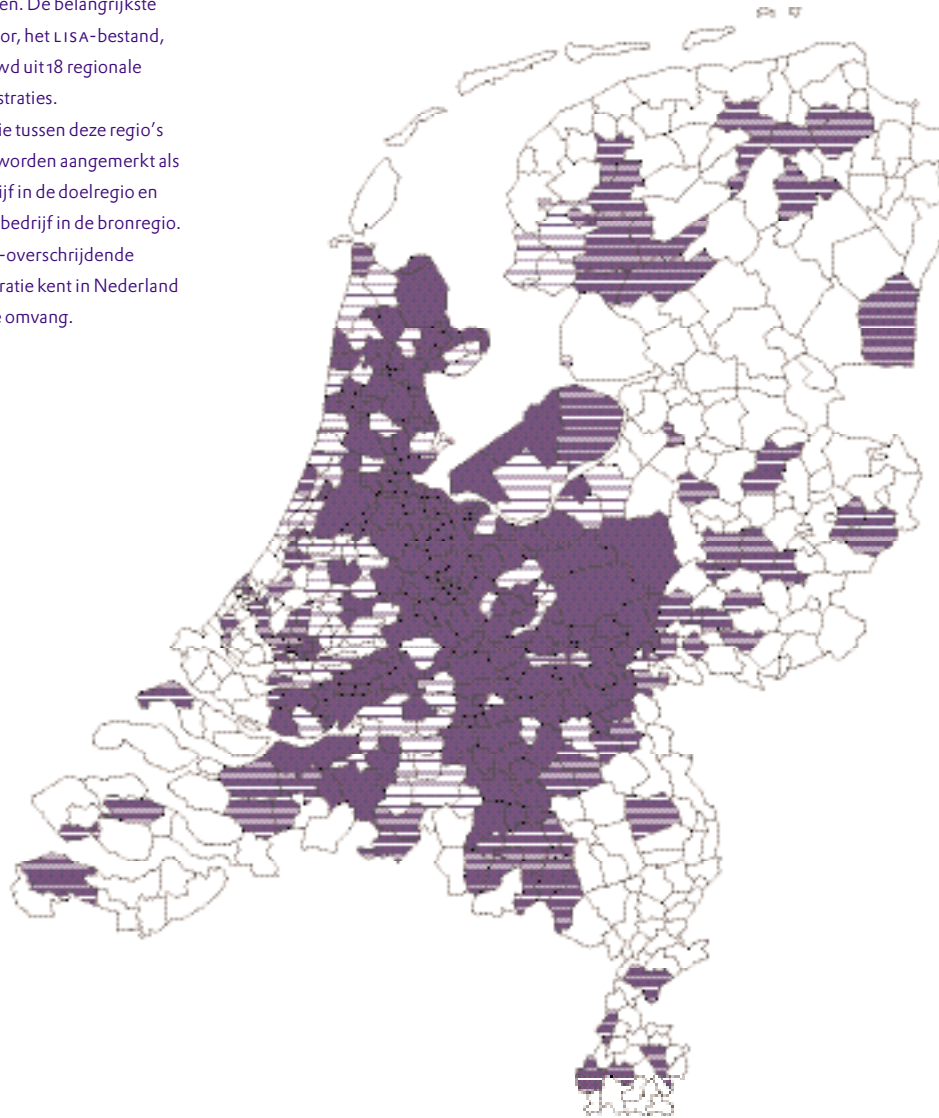 en. De belangrijkste
or, het LISA-bestand,
wd uit 18 regionale
straties.
ie tussen deze regio's
worden aangemerkt als
ijf in de doelregio en
bedrijf in de bronregio.
-overschrijdende
ratie kent in Nederland
e omvang.